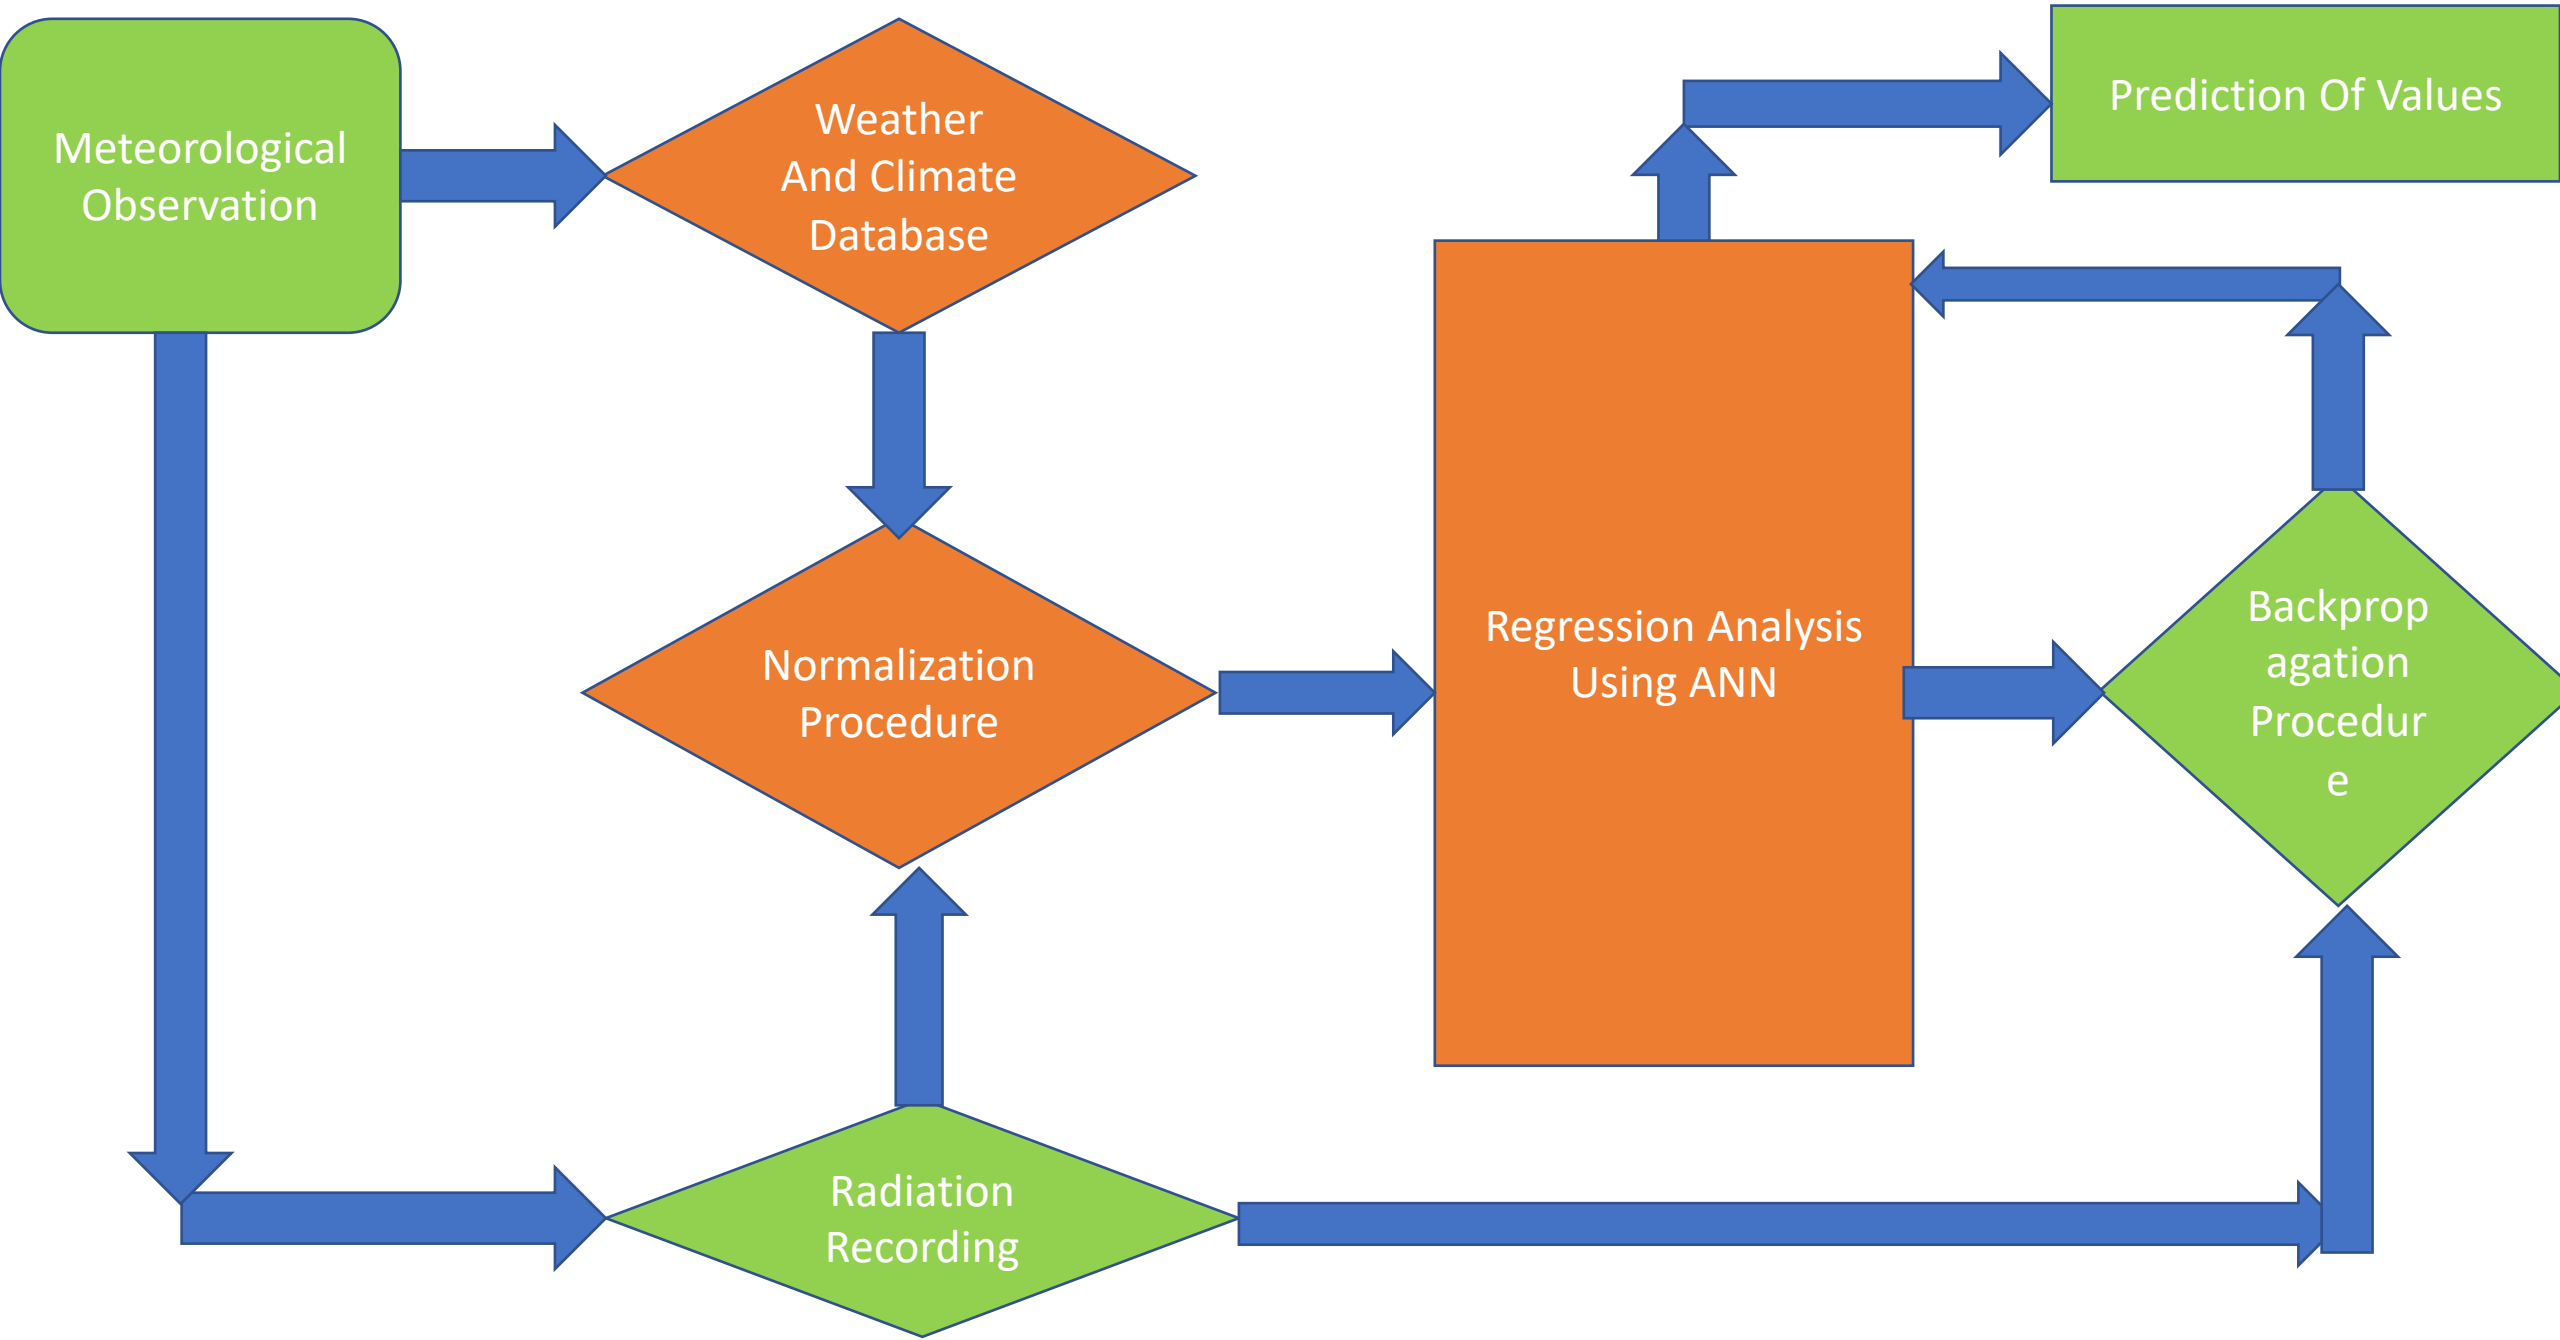 Meteorological
Observation
Weather
And Climate
Database
Prediction Of Values
Normalization
Procedure
Regression Analysis
Using ANN
Backprop
agation
Procedur
e
Radiation
Recording